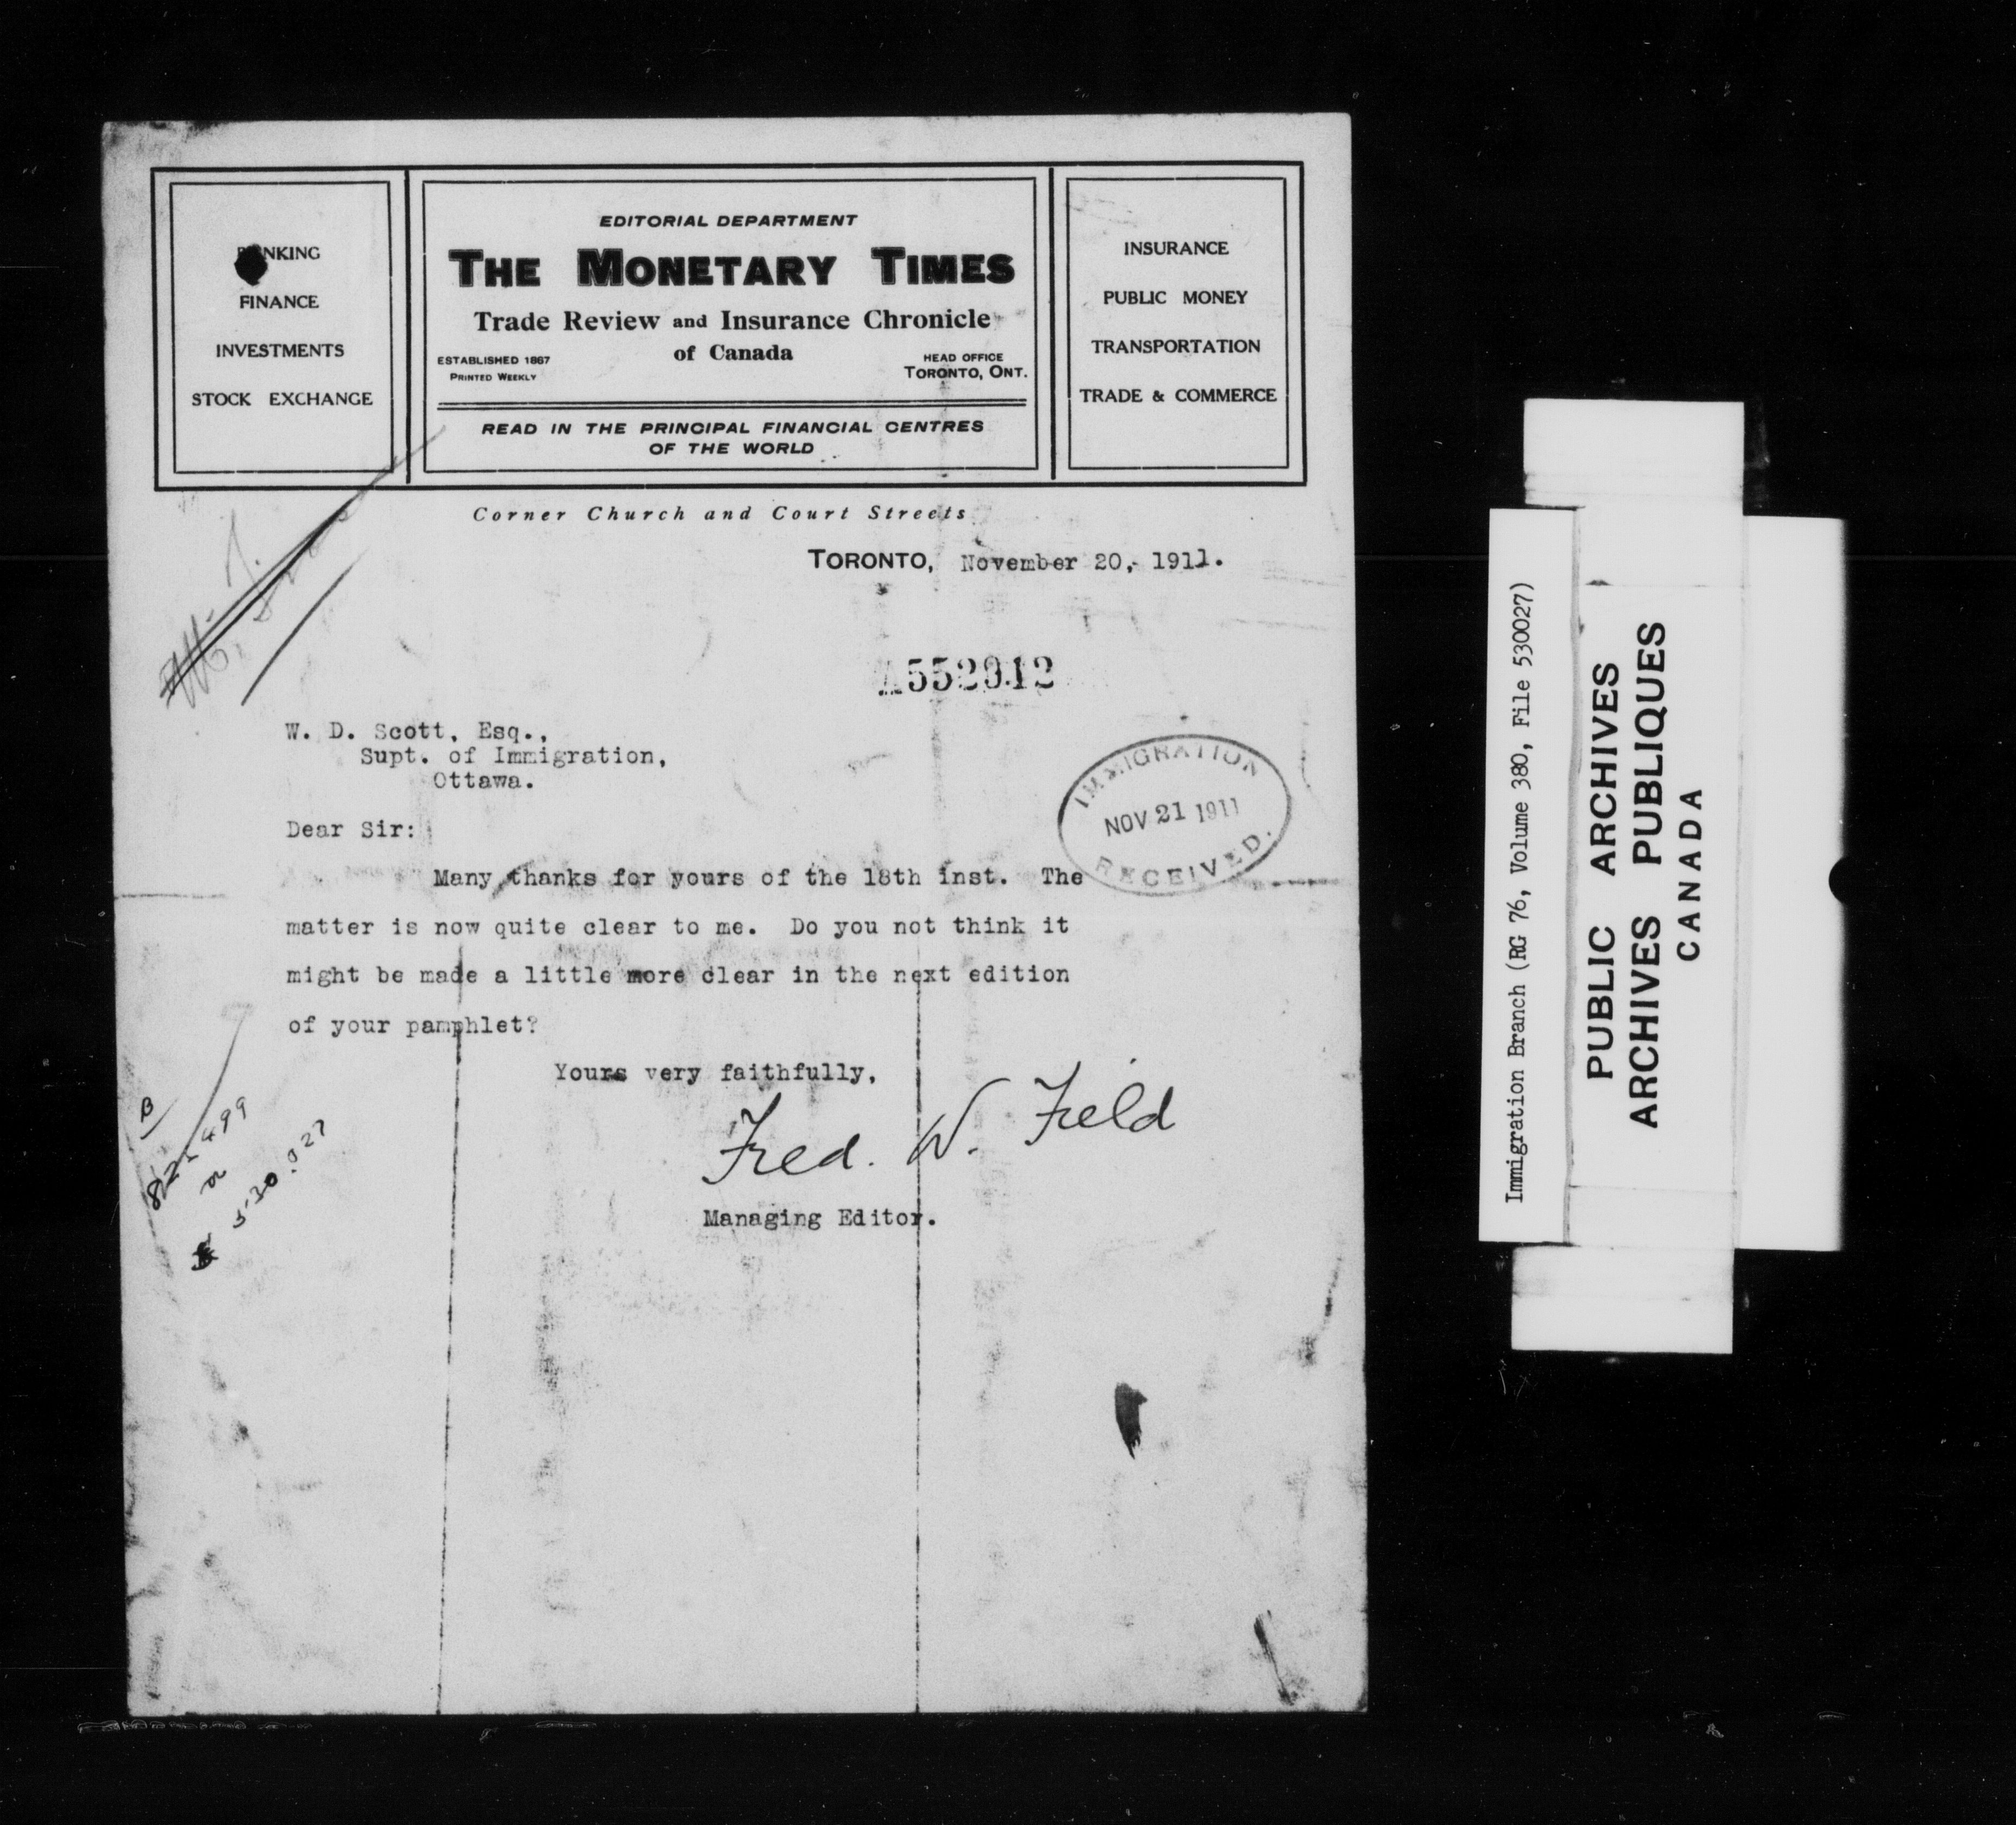 BANKING
FINANCE
INVESTMENTS
STOCK EXCHANGE
EDITORIAL DEPARTMENT
THE MONETARY TIMES
Trade Review and Insurance Chronicle
of Canada
ESTABLISHED 1867
PRINTED WEEKLY
HEAD OFFICE
TORONTO, ONT.
READ IN THE PRINCIPAL FINANCIAL CENTRES
OF THE WORLD
INSURANCE
PUBLIC MONEY
TRANSPORTATION
TRADE & COMMERCE
Corner Church and Court Streets
TORONTO, November 20, 1911.
A552912
W. D. Scott, Esq.,
Supt. of Immigration,
Ottawa.
IMMIGRATION
NOV 21 1911
RECEIVED.
Dear Sir:
Many thanks for yours of the 18th inst. The
matter is now quite clear to me. Do you not think it
might be made a little more clear in the next edition
of your pamphlet?
Yours very faithfully,
Fred. W. Field
Managing Editor.
B
530.027
Immigration Branch (RG 76, Volume 380, File 530027)
PUBLIC ARCHIVES
ARCHIVES PUBLIQUES
CANADA